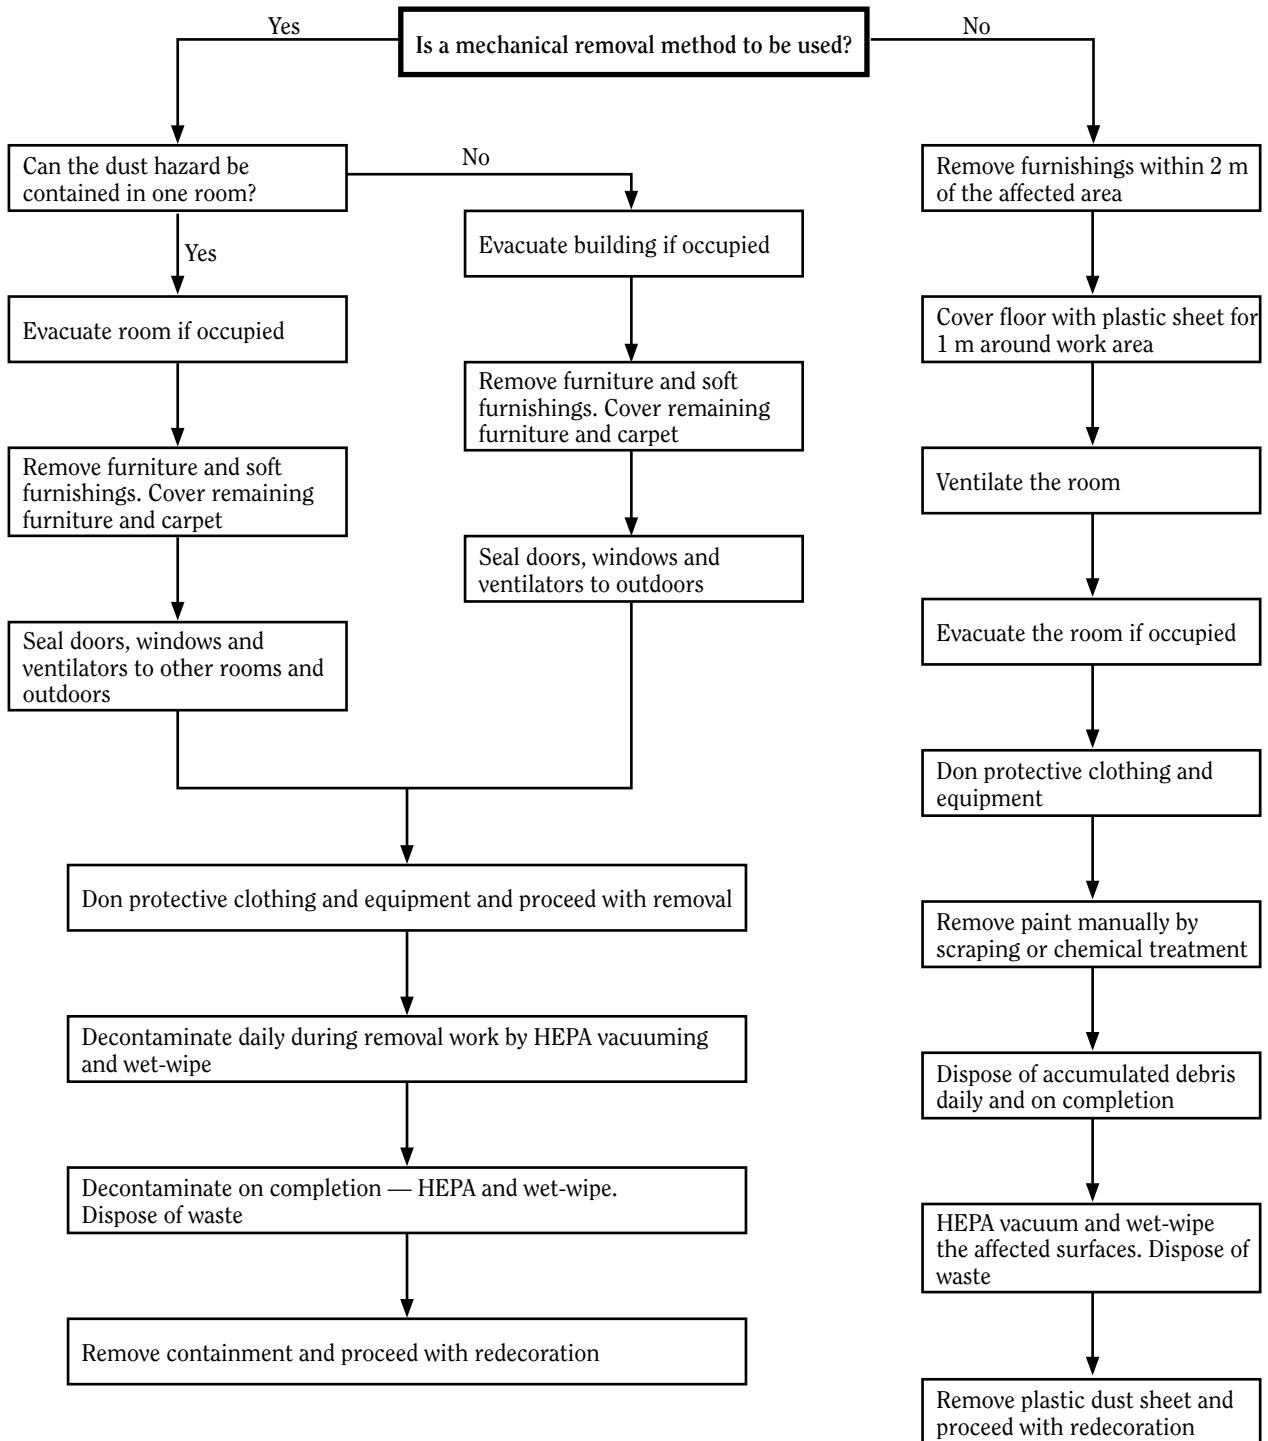 Is a mechanical removal method to be used?
Yes
No
Can the dust hazard be
contained in one room?
No
Yes
Evacuate room if occupied
Remove furniture and soft
furnishings. Cover remaining
furniture and carpet
Seal doors, windows and
ventilators to other rooms and
outdoors
Evacuate building if occupied
Remove furniture and soft
furnishings. Cover remaining
furniture and carpet
Seal doors, windows and
ventilators to outdoors
Don protective clothing and equipment and proceed with removal
Decontaminate daily during removal work by HEPA vacuuming
and wet-wipe
Decontaminate on completion — HEPA and wet-wipe.
Dispose of waste
Remove containment and proceed with redecoration
Remove furnishings within 2 m
of the affected area
Cover floor with plastic sheet for
1 m around work area
Ventilate the room
Evacuate the room if occupied
Don protective clothing and
equipment
Remove paint manually by
scraping or chemical treatment
Dispose of accumulated debris
daily and on completion
HEPA vacuum and wet-wipe
the affected surfaces. Dispose of
waste
Remove plastic dust sheet and
proceed with redecoration